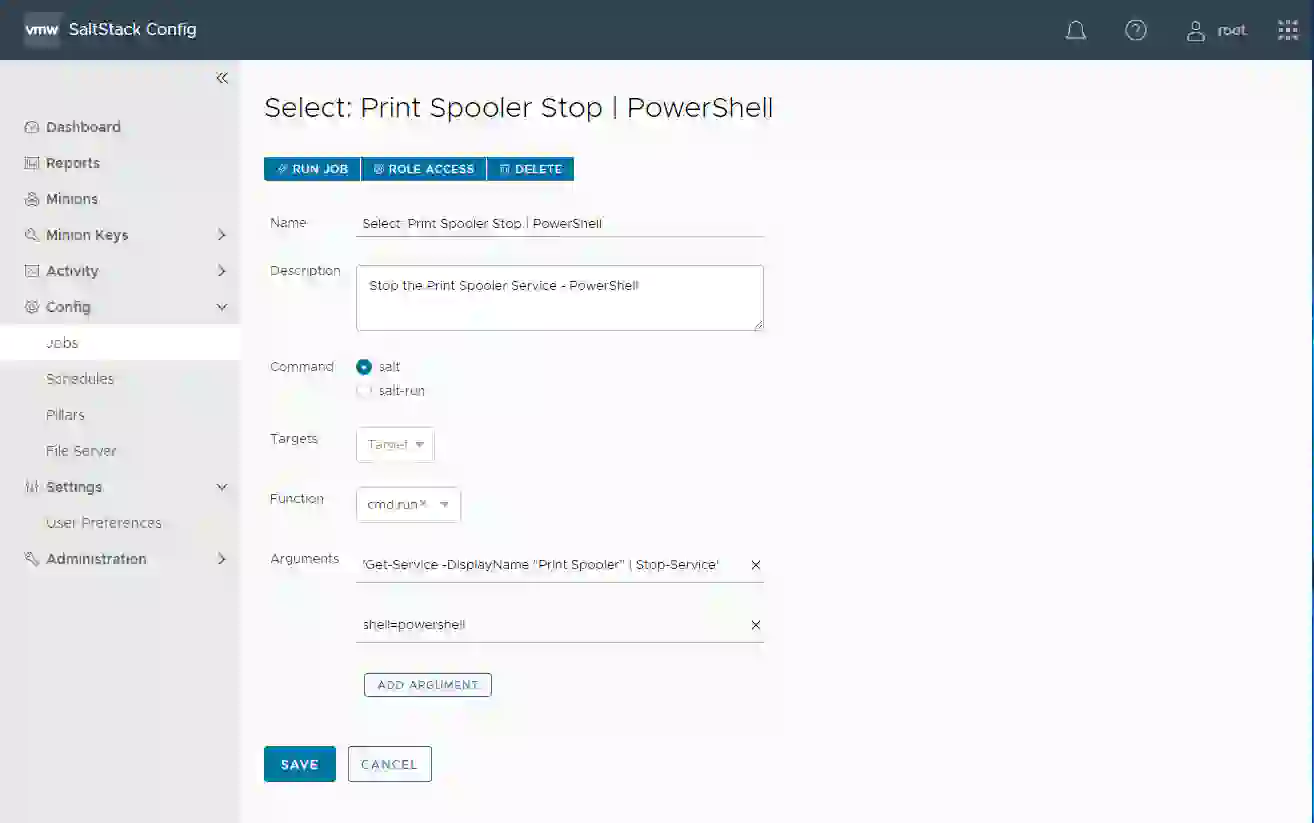 vmw SaltStack Config
root
Dashboard
Reports
Minions
Minion Keys
Activity
Config
Jobs
Schedules
Pillars
File Server
Settings
User Preferences
Administration
Select: Print Spooler Stop | PowerShell
RUN JOB ROLE ACCESS DELETE
Name Select: Print Spooler Stop | PowerShell
Description Stop the Print Spooler Service - PowerShell
Command salt
salt-run
Targets Target
Function cmd.run
Arguments 'Get-Service -DisplayName "Print Spooler" | Stop-Service'
shell=powershell
ADD ARGUMENT
SAVE CANCEL